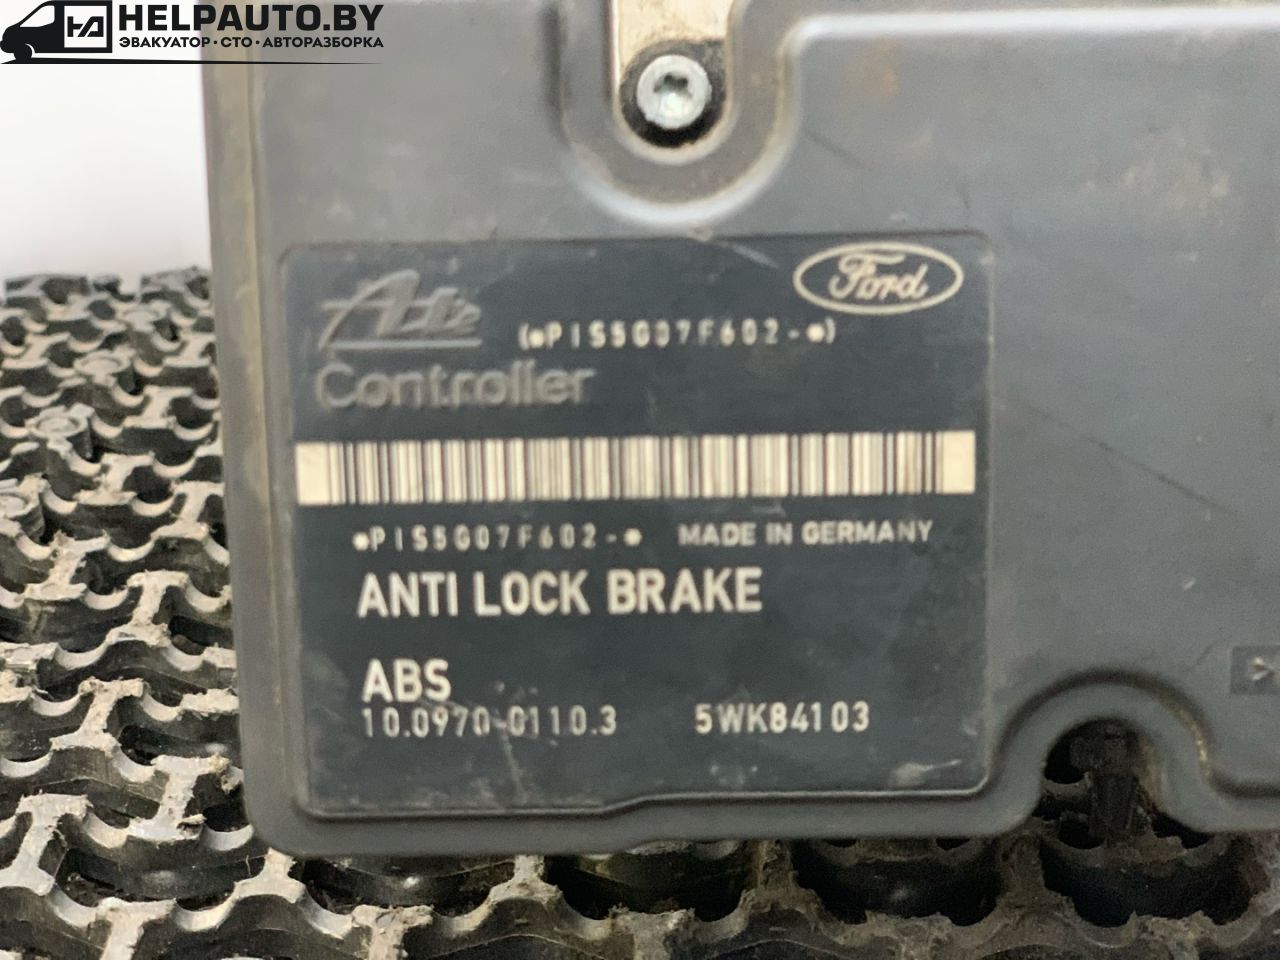 HELPAUTO.BY
ЭВАКУАТОР • СТО • АВТОРАЗБОРКА
Ate
Ford
(•PIS5G07F602-•)
Controller
•PIS5G07F602-• MADE IN GERMANY
ANTI LOCK BRAKE
ABS
10.0970-0110.3 5WK84103